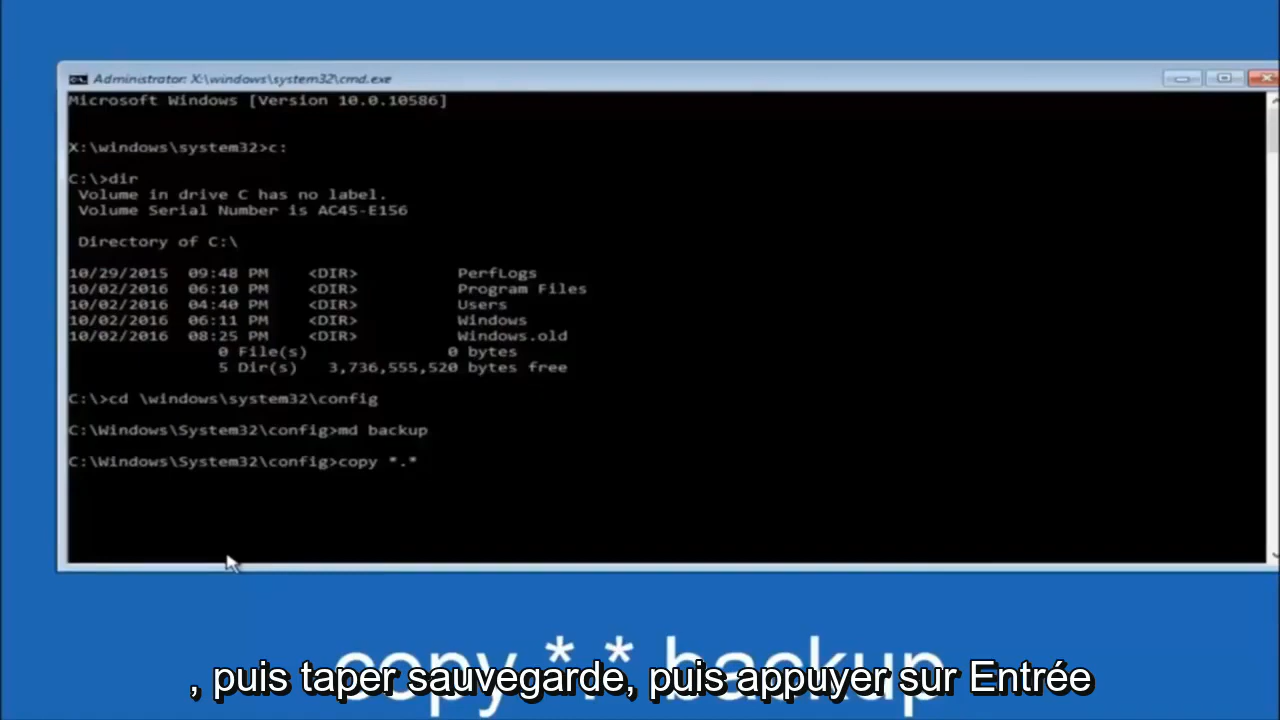 Administrator: X:\windows\system32\cmd.exe
Microsoft Windows [Version 10.0.10586]
X:\windows\system32>c:
C:\>dir
Volume in drive C has no label.
Volume Serial Number is AC45-E156
Directory of C:\
10/29/2015 09:48 PM <DIR> PerfLogs
10/02/2016 06:10 PM <DIR> Program Files
10/02/2016 04:40 PM <DIR> Users
10/02/2016 06:11 PM <DIR> Windows
10/02/2016 08:25 PM <DIR> Windows.old
0 File(s) 0 bytes
5 Dir(s) 3,736,555,520 bytes free
C:\>cd \windows\system32\config
C:\Windows\System32\config>md backup
C:\Windows\System32\config>copy *.*
copy *.* backup
, puis taper sauvegarde, puis appuyer sur Entrée